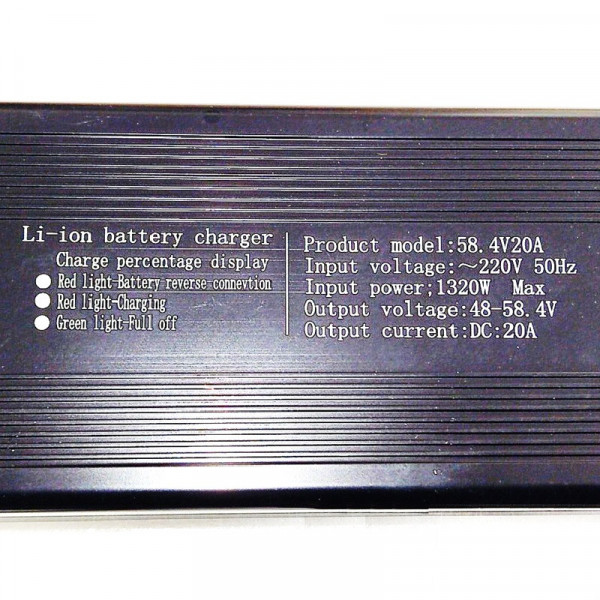 Li-ion battery charger
Charge percentage display
Red light-Battery reverse-connevtion
Red light-Charging
Green light-Full off
Product model:58.4V20A
Input voltage:～220V 50Hz
Input power;1320W Max
Output voltage:48-58.4V
Output current:DC:20A